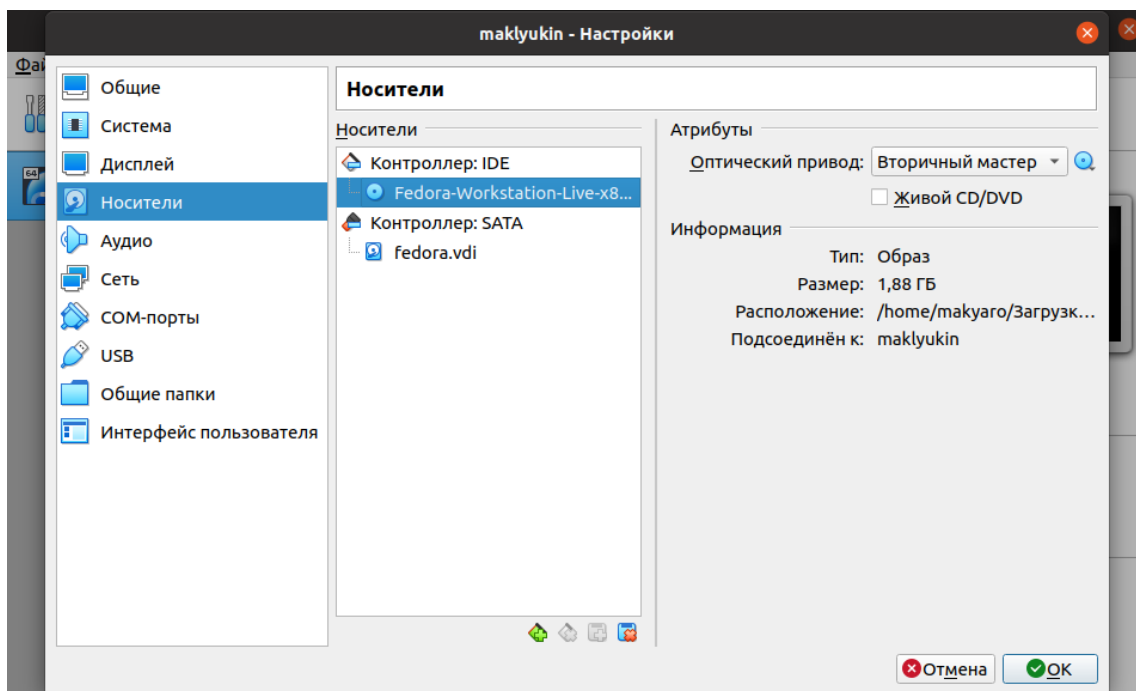 maklyukin - Настройки
Фай
64
Общие
Система
Дисплей
Носители
Аудио
Сеть
COM-порты
USB
Общие папки
Интерфейс пользователя
Носители
Носители
Контроллер: IDE
Fedora-Workstation-Live-x8...
Контроллер: SATA
fedora.vdi
Атрибуты
Оптический привод: Вторичный мастер
Живой CD/DVD
Информация
Тип: Образ
Размер: 1,88 ГБ
Расположение: /home/makyaro/Загрузк...
Подсоединён к: maklyukin
Отмена
OK